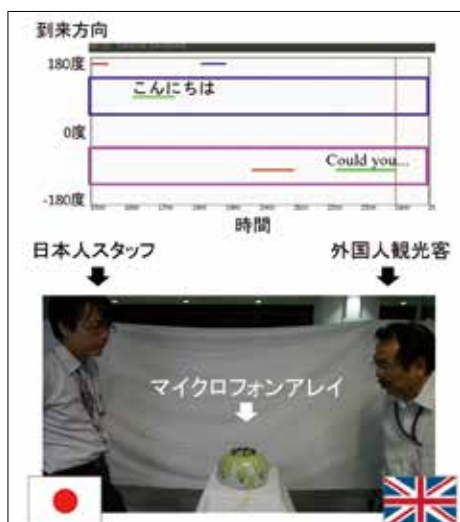 到来方向
180度
こんにちは
0度
Could you...
-180度
時間
日本人スタッフ
外国人観光客
マイクロフォンアレイ